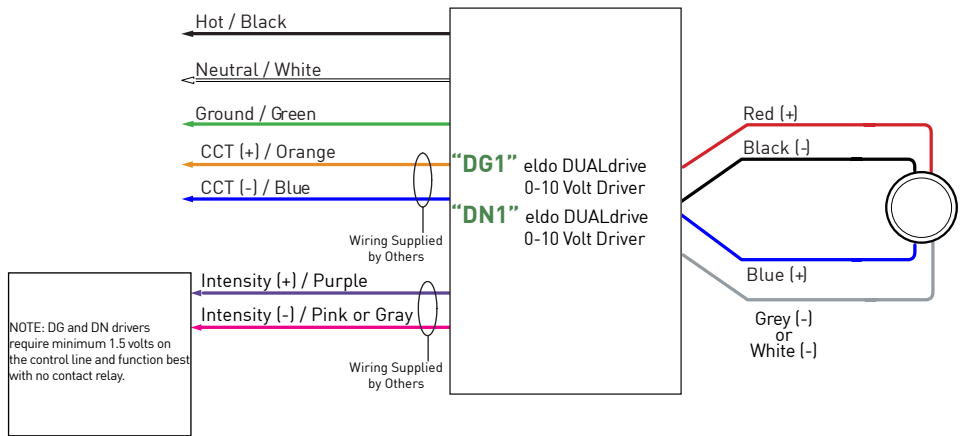 Hot / Black
Neutral / White
Ground / Green
CCT (+) / Orange
CCT (-) / Blue
Wiring Supplied
by Others
Intensity (+) / Purple
Intensity (-) / Pink or Gray
Wiring Supplied
by Others
NOTE: DG and DN drivers
require minimum 1.5 volts on
the control line and function best
with no contact relay.
“DG1” eldo DUALdrive
0-10 Volt Driver
“DN1” eldo DUALdrive
0-10 Volt Driver
Red (+)
Black (-)
Blue (+)
Grey (-)
or
White (-)